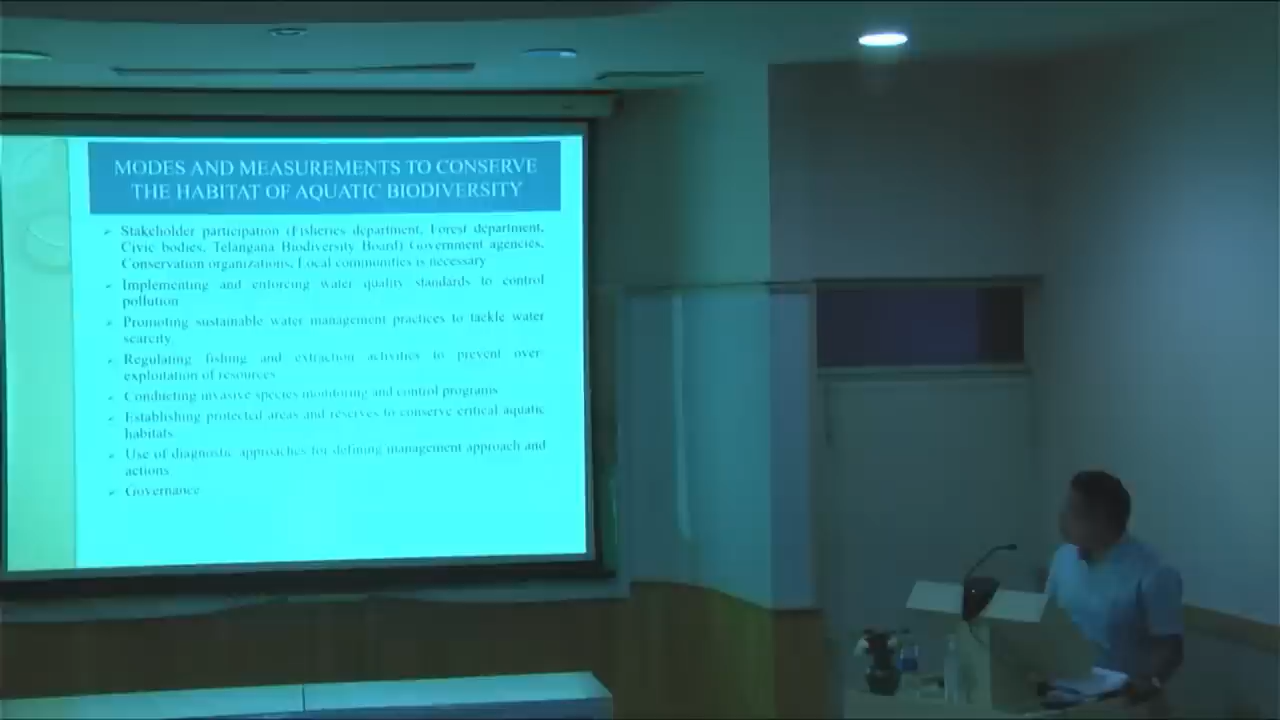 MODES AND MEASUREMENTS TO CONSERVE
THE HABITAT OF AQUATIC BIODIVERSITY
➢ Stakeholder participation (Fisheries department, Forest department,
Civic bodies, Telangana Biodiversity Board) Government agencies,
Conservation organizations, Local communities is necessary
➢ Implementing and enforcing water quality standards to control
pollution
➢ Promoting sustainable water management practices to tackle water
scarcity
➢ Regulating fishing and extraction activities to prevent over-
exploitation of resources
➢ Conducting invasive species monitoring and control programs
➢ Establishing protected areas and reserves to conserve critical aquatic
habitats
➢ Use of diagnostic approaches for defining management approach and
actions
➢ Governance